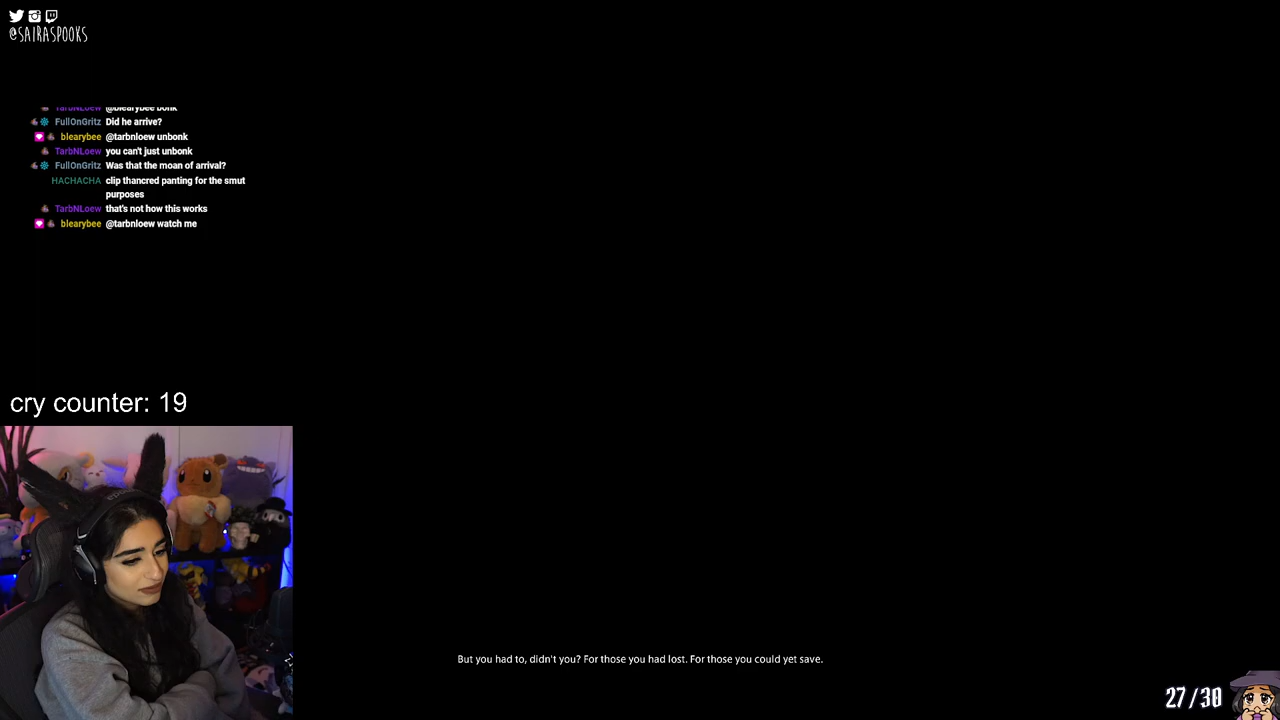 @SAIRASPOOKS
TarbNLoew @blearybee bonk
FullOnGritz Did he arrive?
blearybee @tarbnloew unbonk
TarbNLoew you can't just unbonk
FullOnGritz Was that the moan of arrival?
HACHACHA clip thancred panting for the smut
purposes
TarbNLoew that's not how this works
blearybee @tarbnloew watch me
cry counter: 19
But you had to, didn't you? For those you had lost. For those you could yet save.
27/30